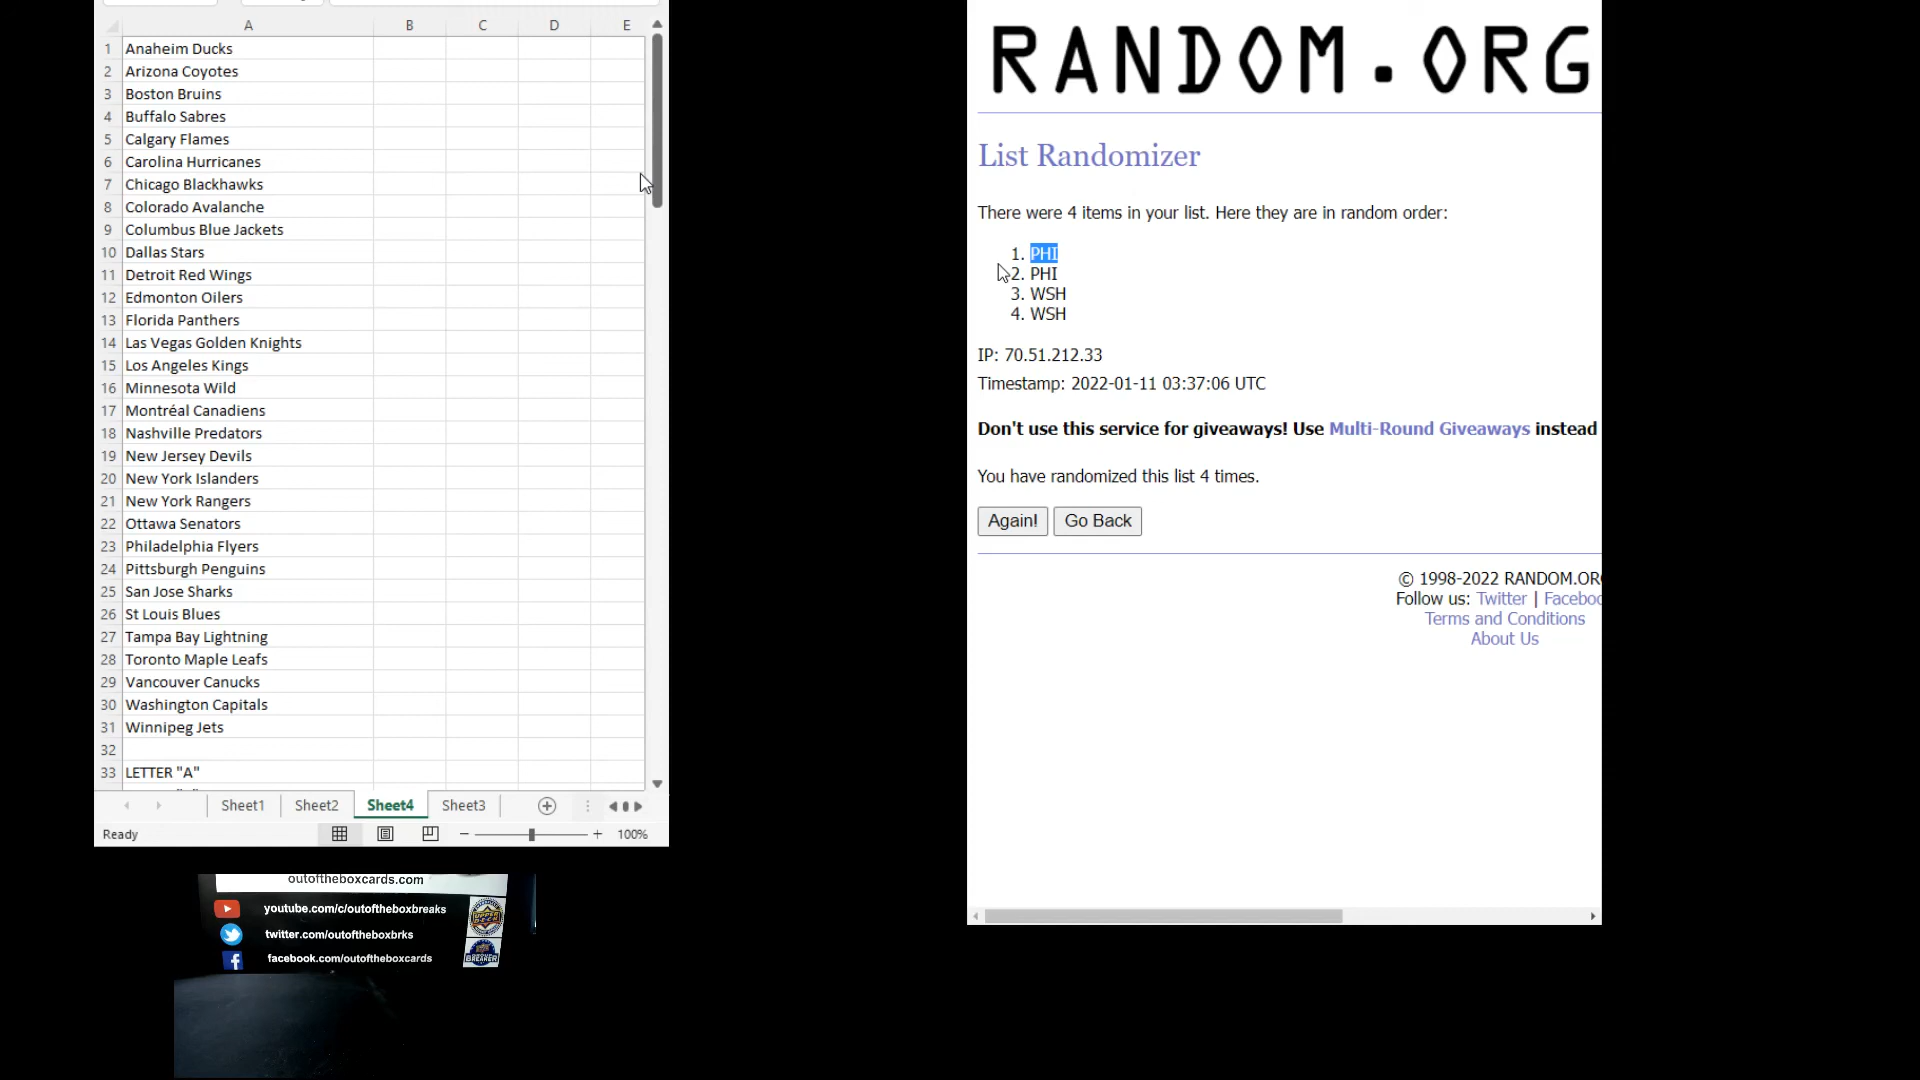 A B C D E
1 Anaheim Ducks
2 Arizona Coyotes
3 Boston Bruins
4 Buffalo Sabres
5 Calgary Flames
6 Carolina Hurricanes
7 Chicago Blackhawks
8 Colorado Avalanche
9 Columbus Blue Jackets
10 Dallas Stars
11 Detroit Red Wings
12 Edmonton Oilers
13 Florida Panthers
14 Las Vegas Golden Knights
15 Los Angeles Kings
16 Minnesota Wild
17 Montréal Canadiens
18 Nashville Predators
19 New Jersey Devils
20 New York Islanders
21 New York Rangers
22 Ottawa Senators
23 Philadelphia Flyers
24 Pittsburgh Penguins
25 San Jose Sharks
26 St Louis Blues
27 Tampa Bay Lightning
28 Toronto Maple Leafs
29 Vancouver Canucks
30 Washington Capitals
31 Winnipeg Jets
32
33 LETTER "A"
Sheet1 Sheet2 Sheet4 Sheet3
Ready 100%
outoftheboxcards.com
youtube.com/c/outoftheboxbreaks
twitter.com/outoftheboxbrks
facebook.com/outoftheboxcards
UPPER DECK
BREAKER
RANDOM.ORG
List Randomizer
There were 4 items in your list. Here they are in random order:
1. PHI
2. PHI
3. WSH
4. WSH
IP: 70.51.212.33
Timestamp: 2022-01-11 03:37:06 UTC
Don't use this service for giveaways! Use Multi-Round Giveaways instead
You have randomized this list 4 times.
Again! Go Back
© 1998-2022 RANDOM.OR
Follow us: Twitter | Faceboo
Terms and Conditions
About Us